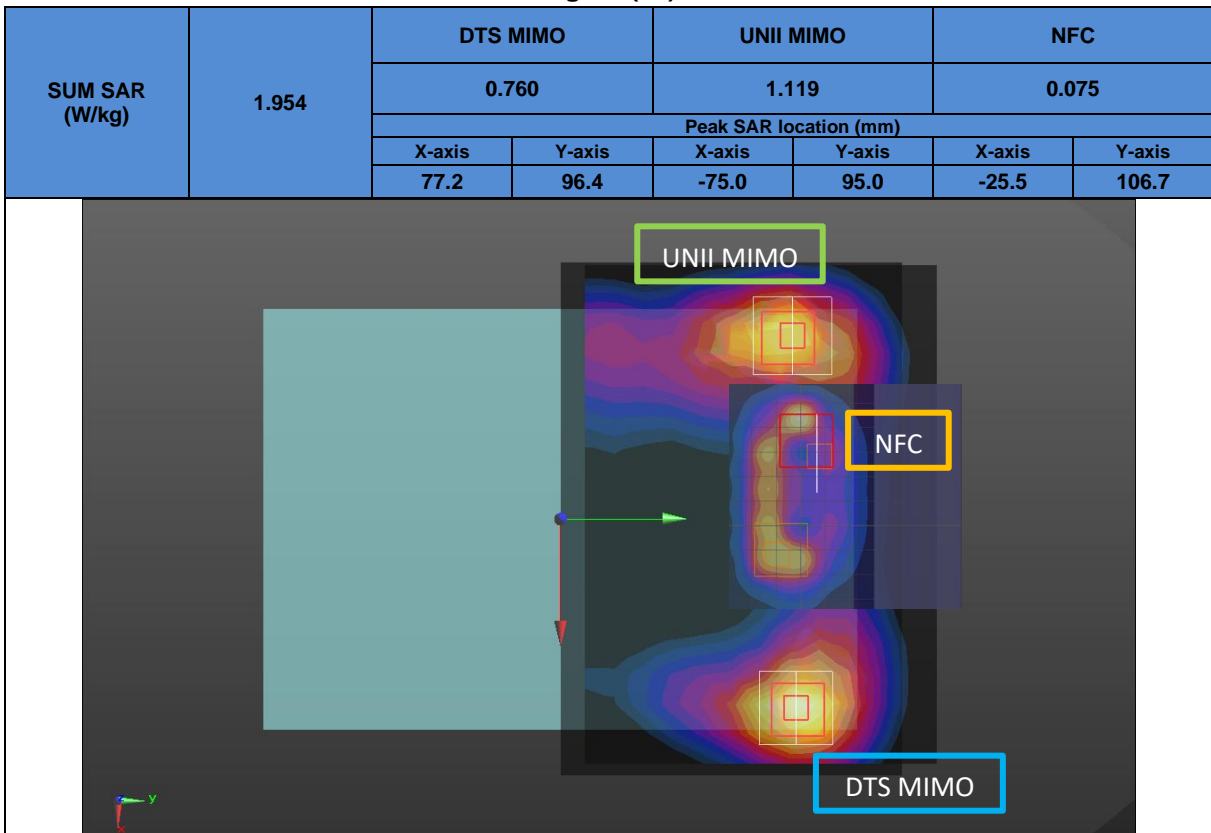 SUM SAR
(W/kg)
1.954
DTS MIMO
UNII MIMO
NFC
0.760
1.119
0.075
Peak SAR location (mm)
X-axis
Y-axis
X-axis
Y-axis
X-axis
Y-axis
77.2
96.4
-75.0
95.0
-25.5
106.7
UNII MIMO
NFC
DTS MIMO
y
x